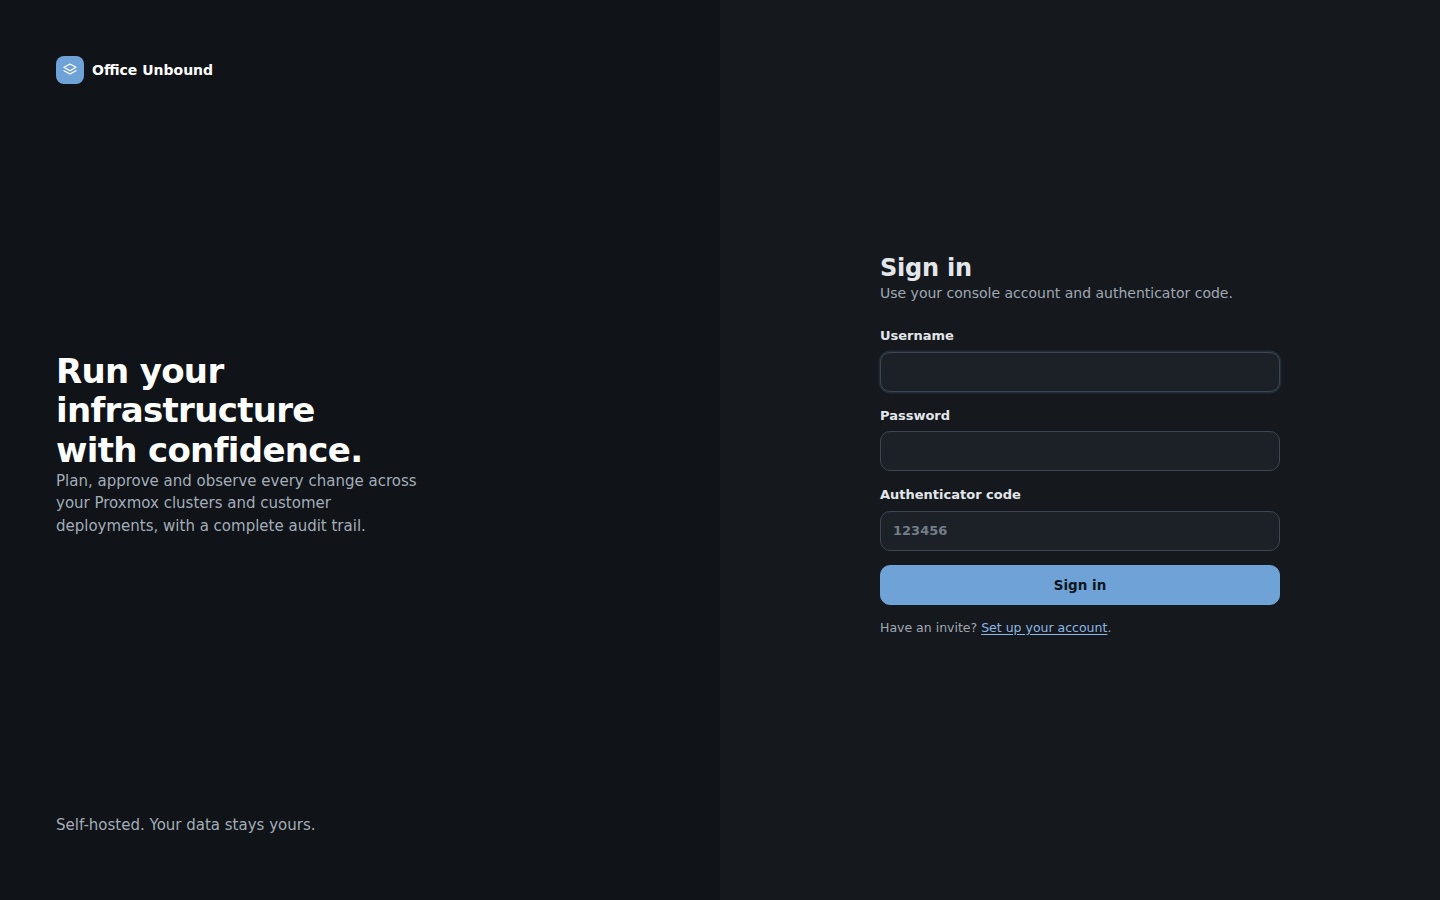 Office Unbound
Run your
infrastructure
with confidence.
Plan, approve and observe every change across
your Proxmox clusters and customer
deployments, with a complete audit trail.
Self-hosted. Your data stays yours.
Sign in
Use your console account and authenticator code.
Username
Password
Authenticator code
123456
Sign in
Have an invite? Set up your account.